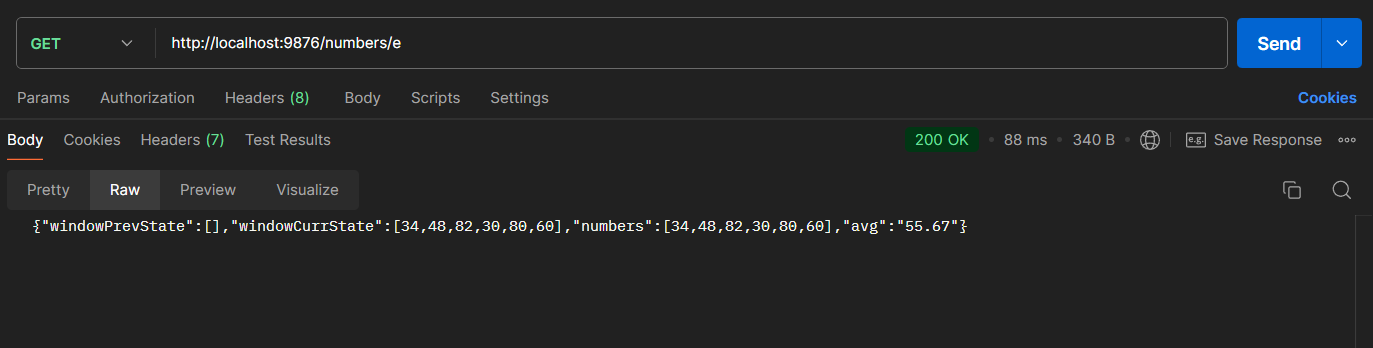 GET http://localhost:9876/numbers/e Send
Params Authorization Headers (8) Body Scripts Settings Cookies
Body Cookies Headers (7) Test Results 200 OK • 88 ms • 340 B • e.g. Save Response
Pretty Raw Preview Visualize
{"windowPrevState":[],"windowCurrState":[34,48,82,30,80,60],"numbers":[34,48,82,30,80,60],"avg":"55.67"}